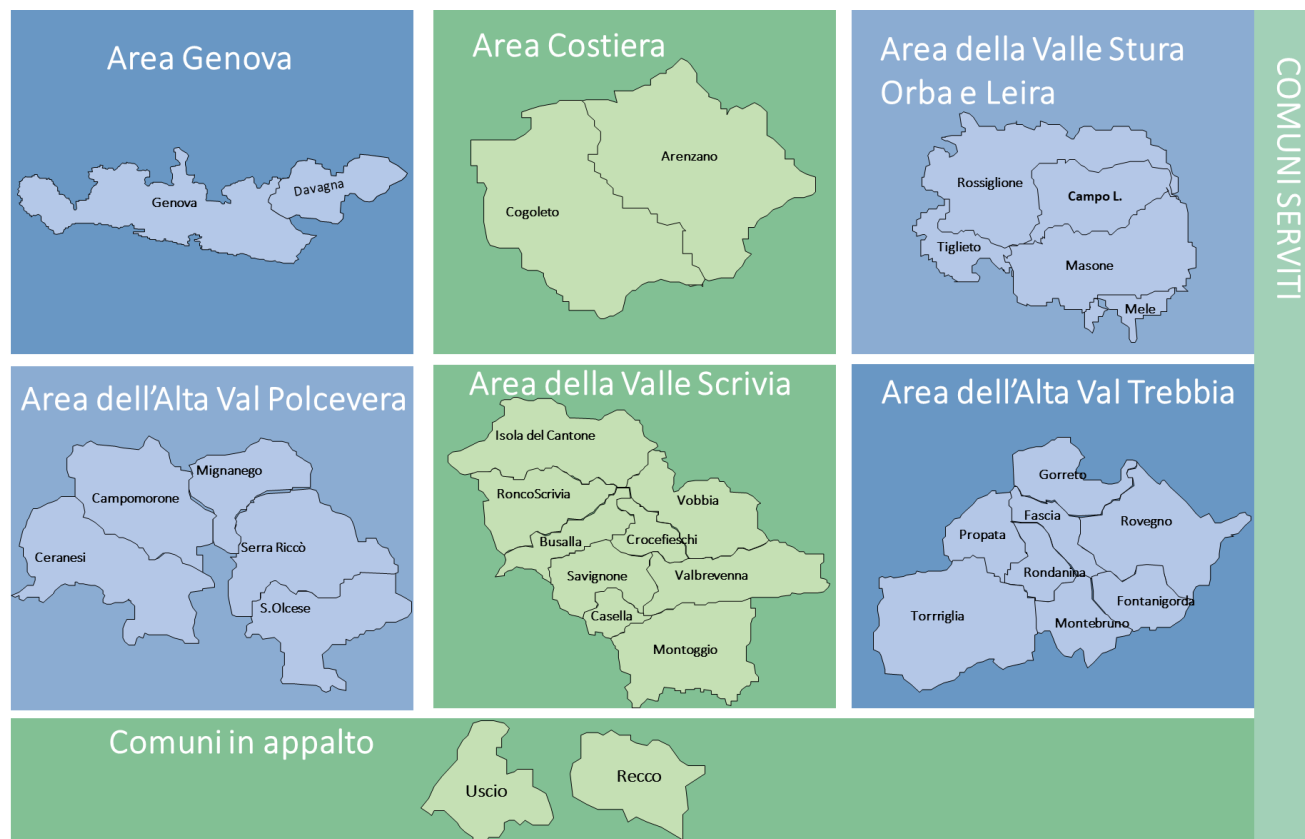 Area Genova
Genova
Davagna
Area Costiera
Arenzano
Cogoleto
Area della Valle Stura
Orba e Leira
Rossiglione
Campo L.
Tiglieto
Masone
Mele
COMUNI SERVITI
Area dell'Alta Val Polcevera
Mignanego
Campomorone
Ceranesi
Serra Riccò
S.Olcese
Area della Valle Scrivia
Isola del Cantone
RoncoScrivia
Vobbia
Busalla
Crocefieschi
Savignone
Valbrevenna
Casella
Montoggio
Area dell'Alta Val Trebbia
Gorreto
Fascia
Rovegno
Propata
Rondanina
Fontanigorda
Torrriglia
Montebruno
Comuni in appalto
Uscio
Recco